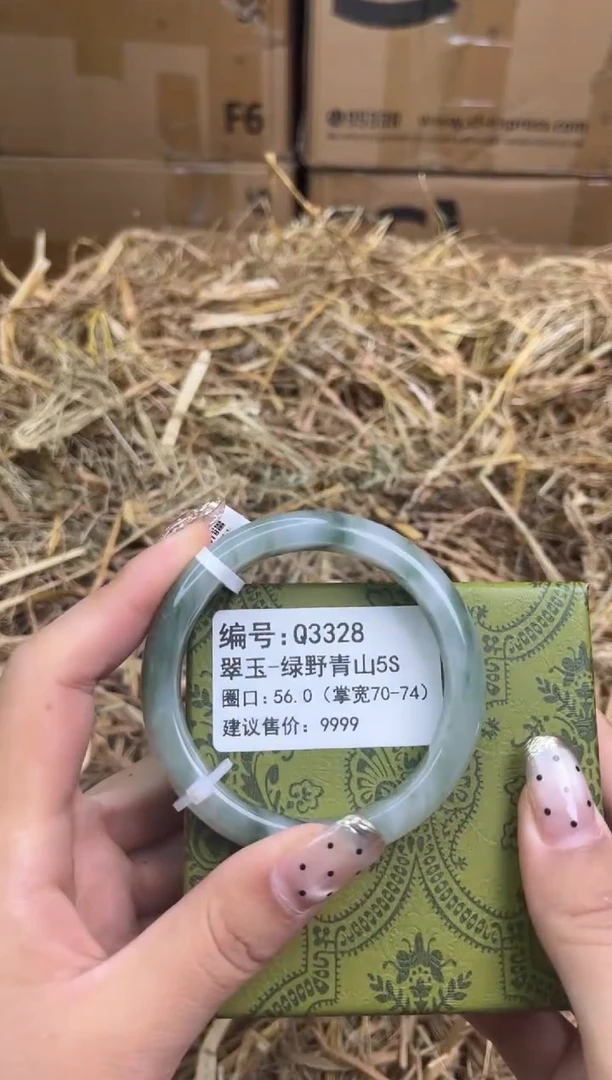 F6
编号:Q3328
翠玉-绿野青山5S
圈口:56.0（掌宽70-74）
建议售价: 9999